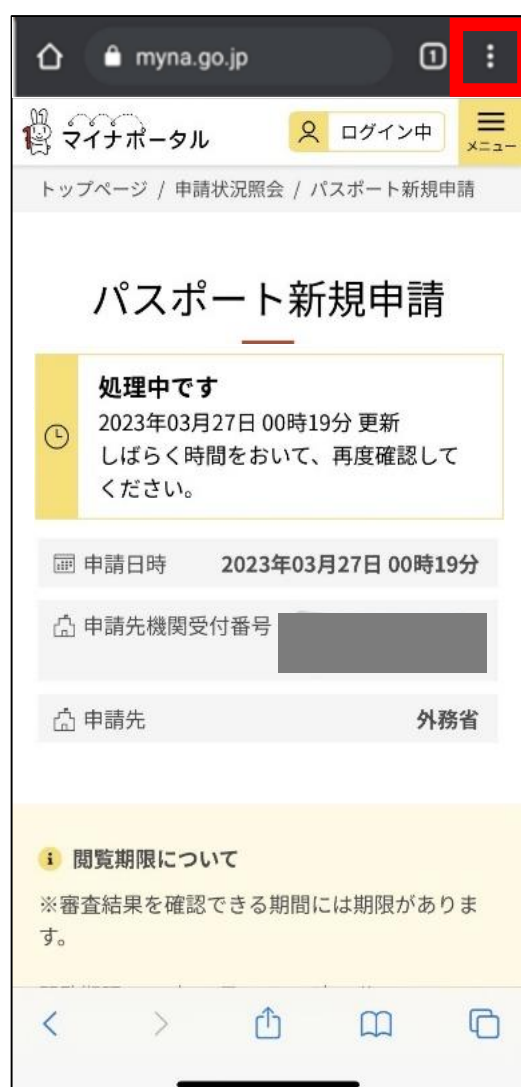 myna.go.jp
1
マイナポータル
ログイン中
メニュー
トップページ / 申請状況照会 / パスポート新規申請
パスポート新規申請
処理中です
2023年03月27日 00時19分 更新
しばらく時間をおいて、再度確認して
ください。
申請日時 2023年03月27日 00時19分
申請先機関受付番号
申請先 外務省
閲覧期限について
※審査結果を確認できる期間には期限がありま
す。